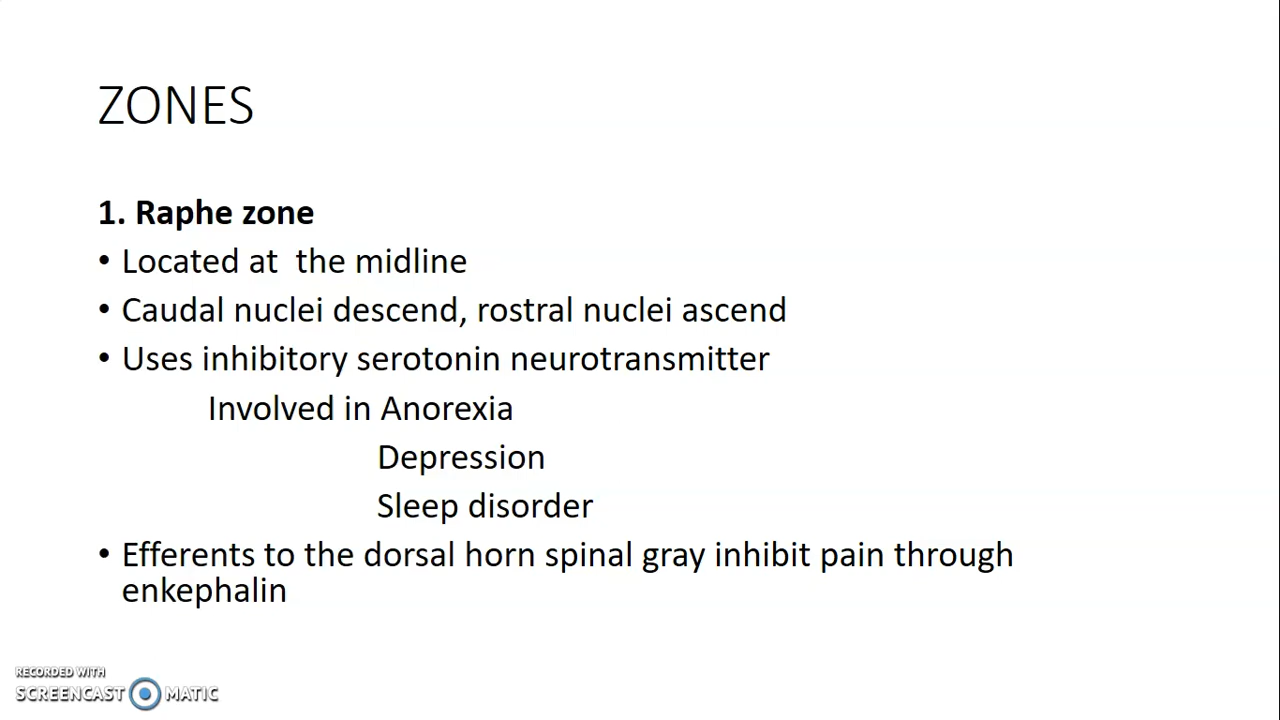 ZONES
1. Raphe zone
• Located at  the midline
• Caudal nuclei descend, rostral nuclei ascend
• Uses inhibitory serotonin neurotransmitter
Involved in Anorexia
Depression
Sleep disorder
• Efferents to the dorsal horn spinal gray inhibit pain through
enkephalin
RECORDED WITH
SCREENCAST MATIC